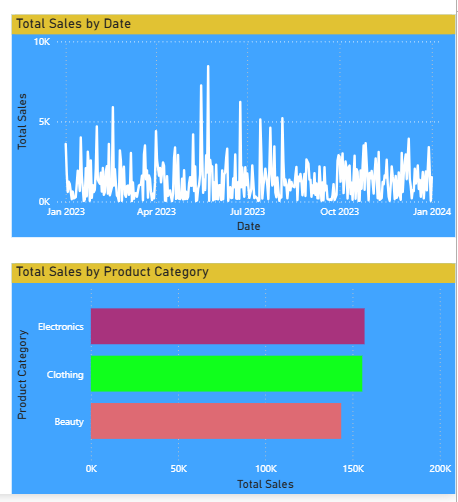 Total Sales by Date
10K
5K
0K
Total Sales
Jan 2023 Apr 2023 Jul 2023 Oct 2023 Jan 2024
Date
Total Sales by Product Category
Product Category
Electronics
Clothing
Beauty
0K 50K 100K 150K 200K
Total Sales